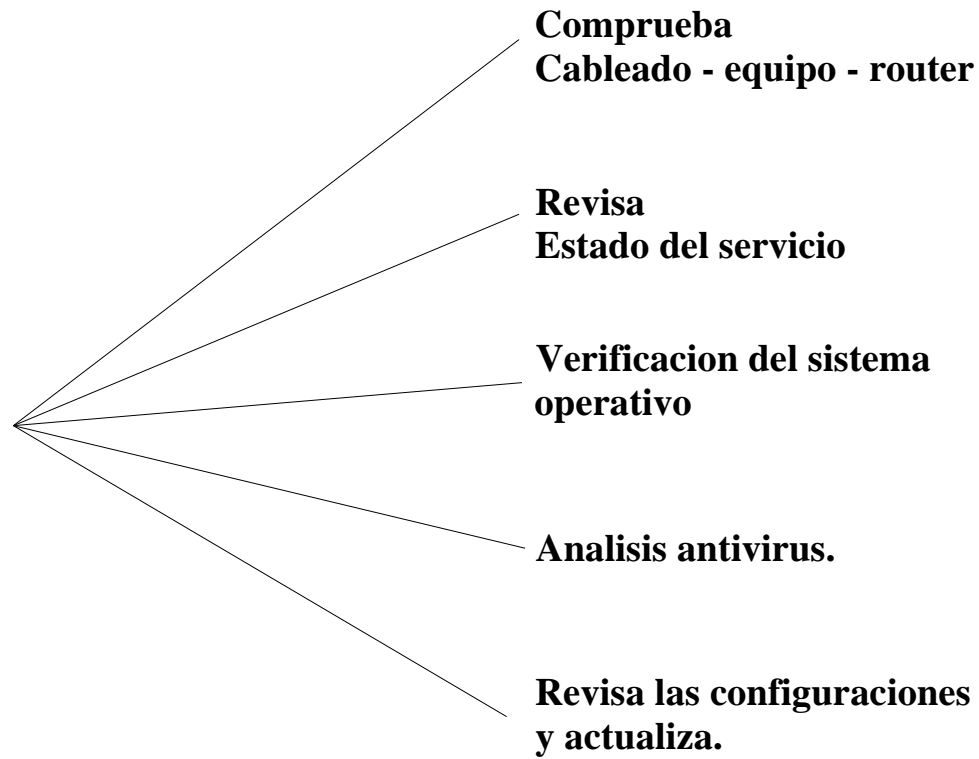 Comprueba
Cableado - equipo - router
Revisa
Estado del servicio
Verificacion del sistema
operativo
Analisis antivirus.
Revisa las configuraciones
y actualiza.